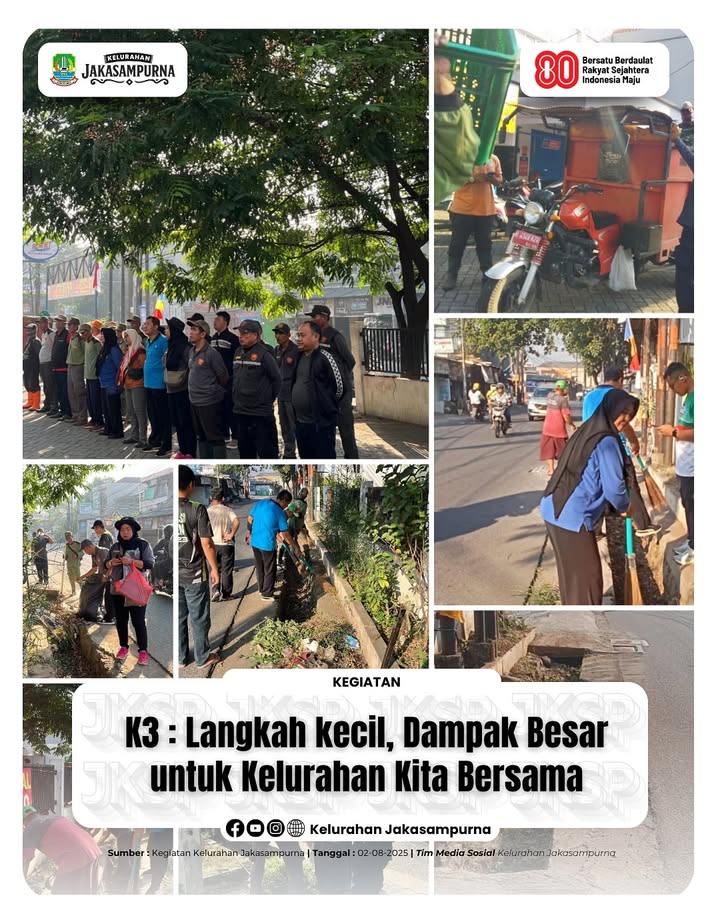 KELURAHAN
JAKASAMPURNA
80
Bersatu Berdaulat
Rakyat Sejahtera
Indonesia Maju
KEGIATAN
K3 : Langkah kecil, Dampak Besar
untuk Kelurahan Kita Bersama
Kelurahan Jakasampurna
Sumber : Kegiatan Kelurahan Jakasampurna | Tanggal : 02-08-2025 | Tim Media Sosial Kelurahan Jakasampurna